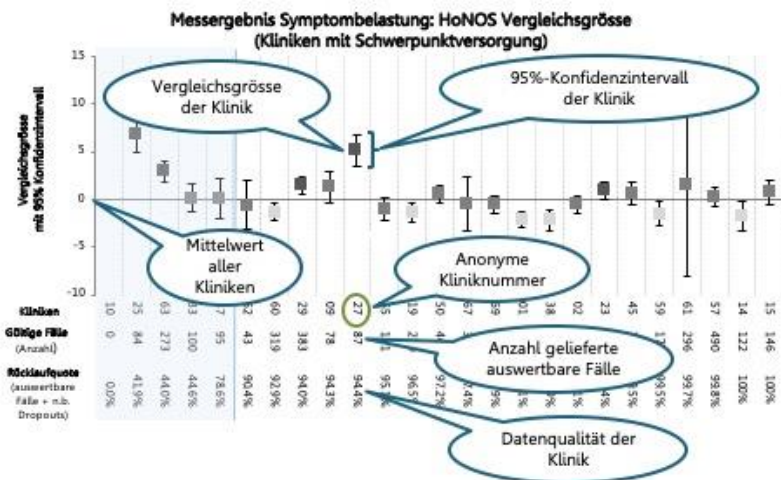 Messergebnis Symptombelastung: HoNOS Vergleichsgrösse
(Kliniken mit Schwerpunktversorgung)
Vergleichsgrösse
mit 95% Konfidenzintervall
15
10
5
0
-5
-10
Vergleichsgrösse
der Klinik
95%-Konfidenzintervall
der Klinik
Mittelwert
aller
Kliniken
Anonyme
Kliniknummer
Anzahl gelieferte
auswertbare Fälle
Datenqualität der
Klinik
Kliniken
10 25 63 60 29 09 27 19 50 38 02 23 45 59 61 57 14 15
Gültige Fälle
(Anzahl)
0 84 273 100 95 43 319 383 78 87 296 490 122 146
Rücklaufquote
(auswertbare
Fälle + n.b.
Dropouts)
0.0% 41.9% 44.0% 44.6% 78.6% 90.4% 92.9% 94.0% 94.3% 94.4% 97.2% 99.7% 99.8% 100% 100%